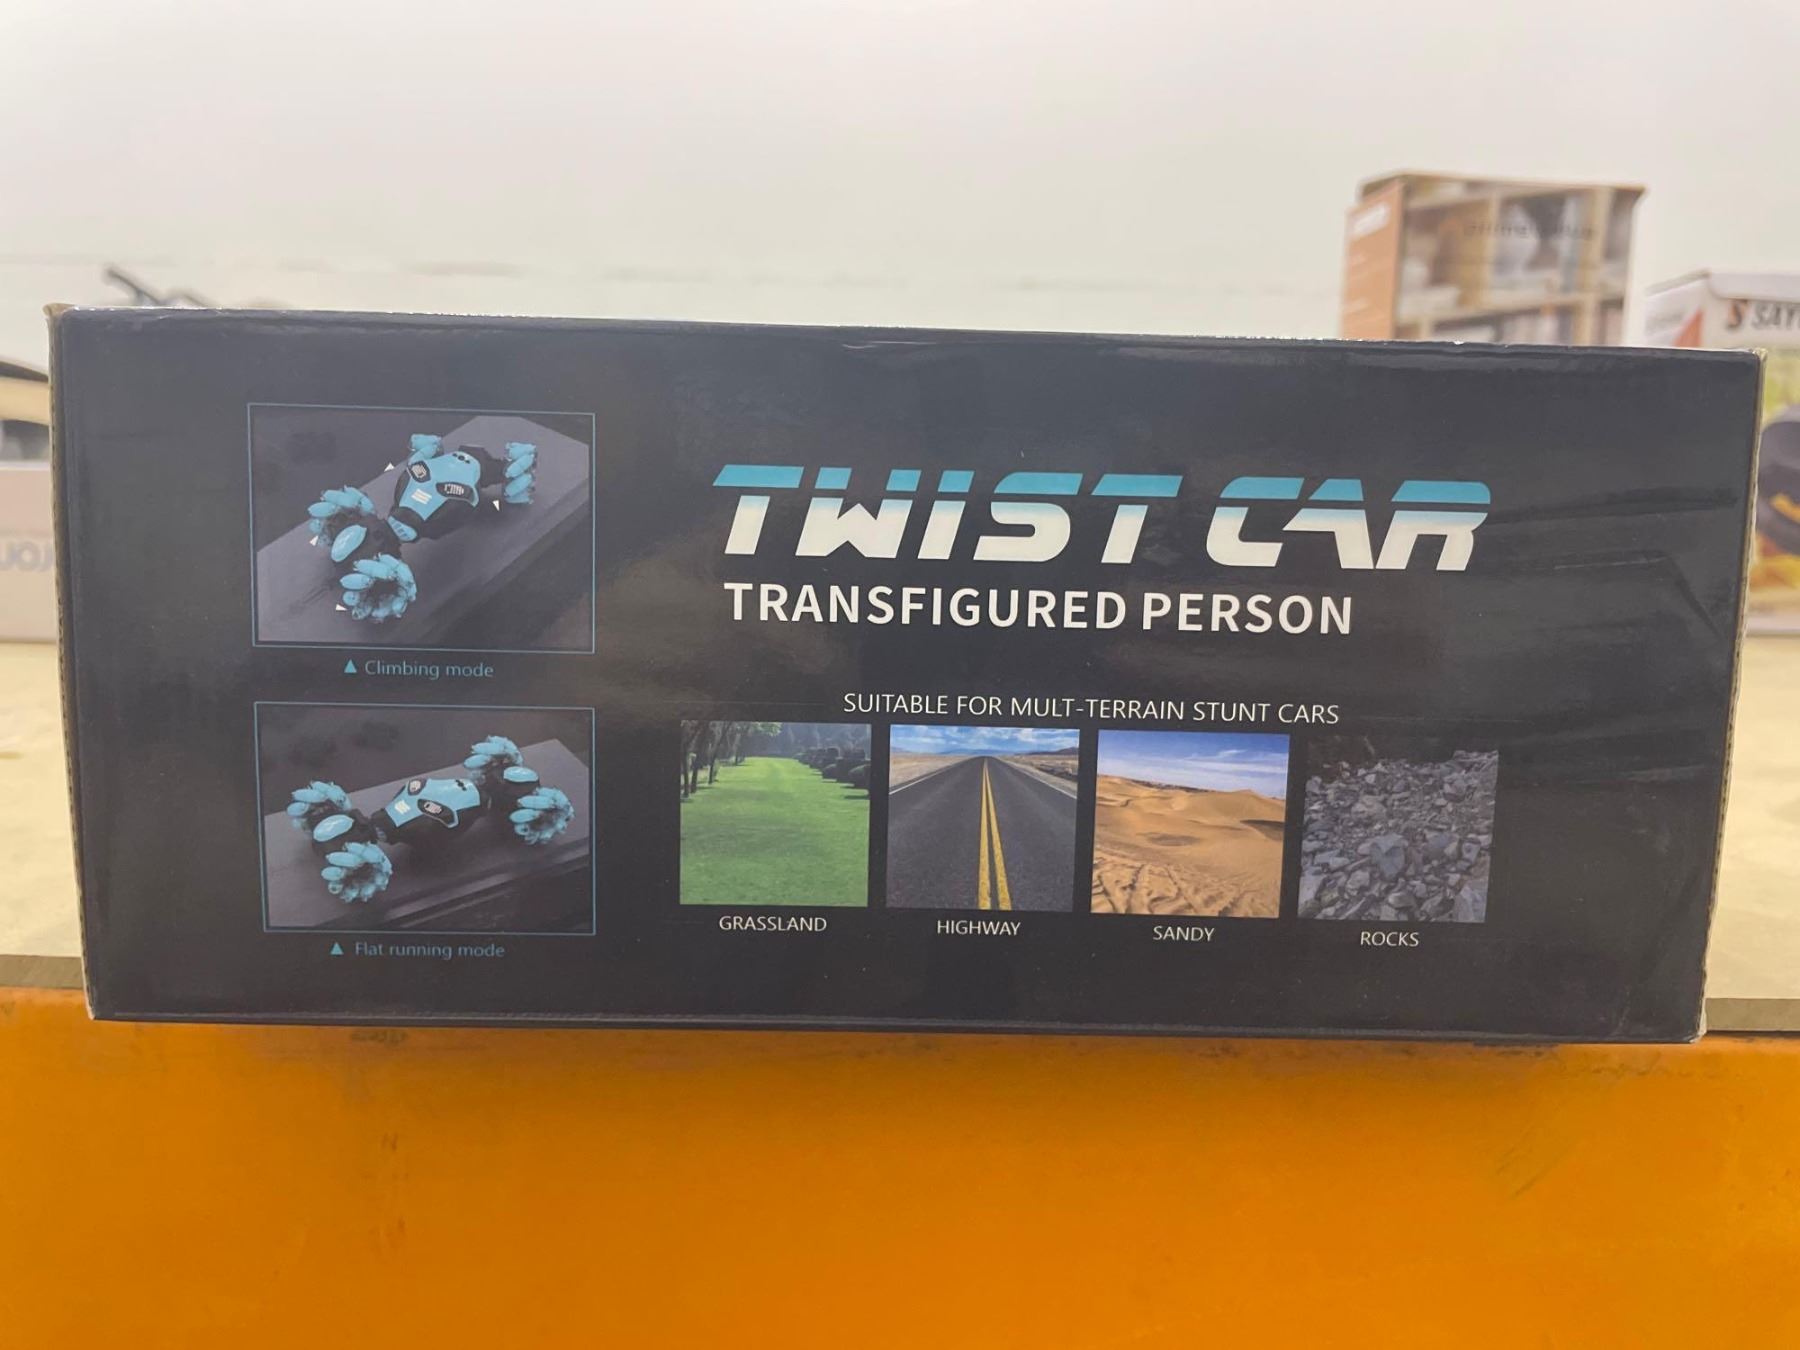 TWIST CAR
TRANSFIGURED PERSON
▲ Climbing mode
▲ Flat running mode
SUITABLE FOR MULT-TERRAIN STUNT CARS
GRASSLAND
HIGHWAY
SANDY
ROCKS